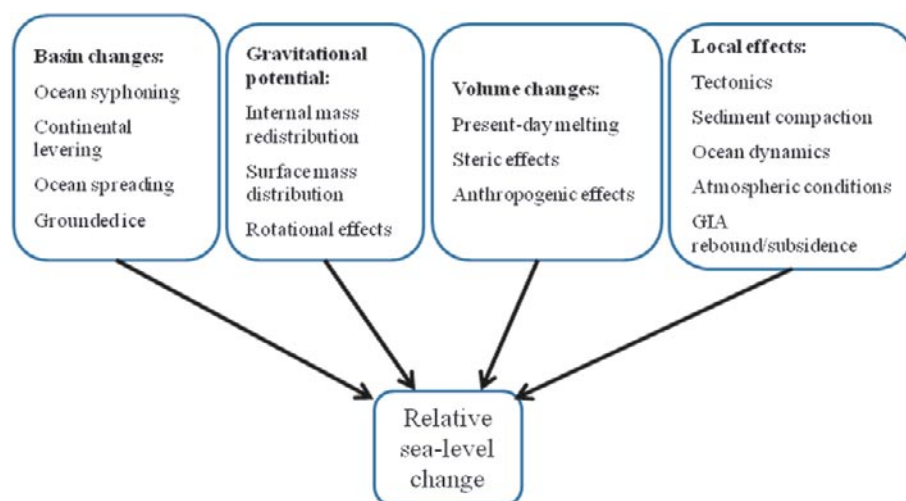 Basin changes:
Ocean syphoning
Continental
levering
Ocean spreading
Grounded ice
Gravitational
potential:
Internal mass
redistribution
Surface mass
distribution
Rotational effects
Volume changes:
Present-day melting
Steric effects
Anthropogenic effects
Local effects:
Tectonics
Sediment compaction
Ocean dynamics
Atmospheric conditions
GIA
rebound/subsidence
Relative
sea-level
change